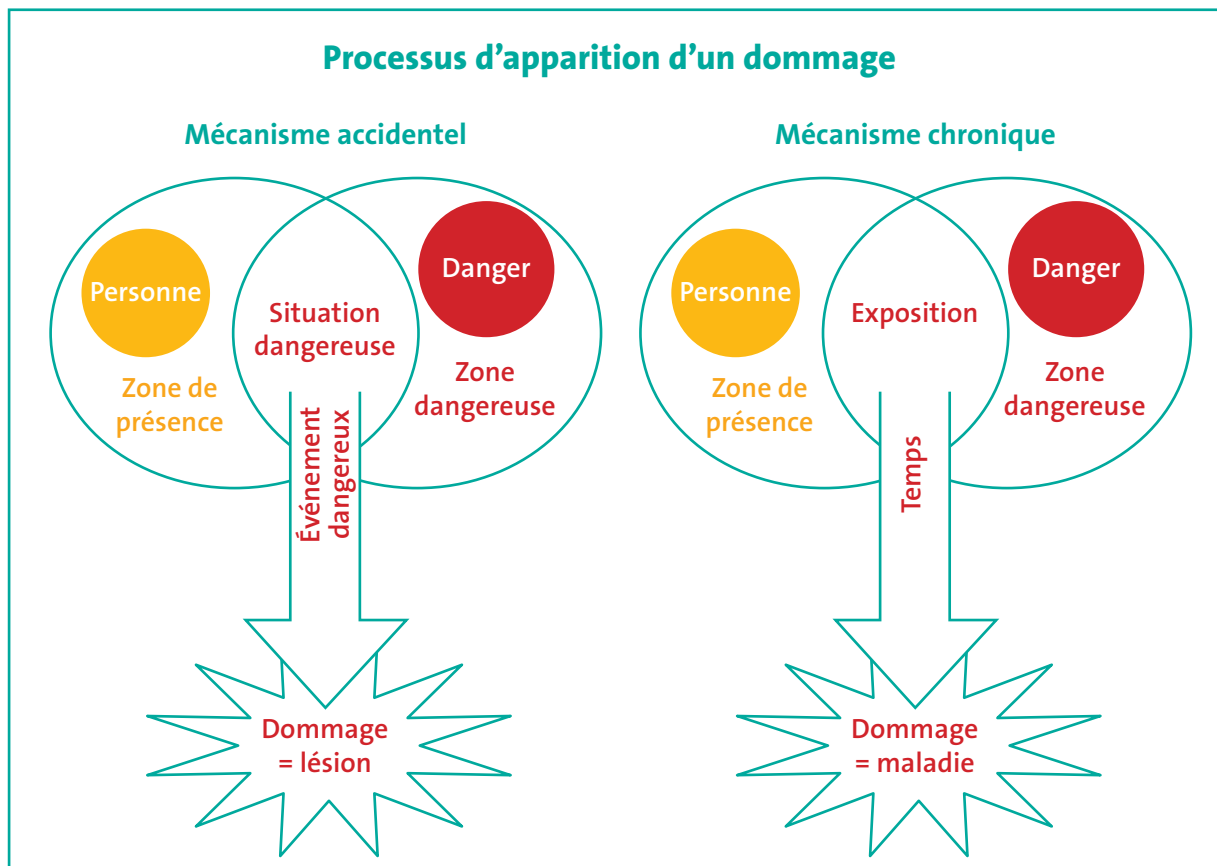 Processus d’apparition d’un dommage
Mécanisme accidentel
Personne
Danger
Situation
dangereuse
Zone de
présence
Zone
dangereuse
Événement
dangereux
Dommage
= lésion
Mécanisme chronique
Personne
Danger
Exposition
Zone de
présence
Zone
dangereuse
Temps
Dommage
= maladie